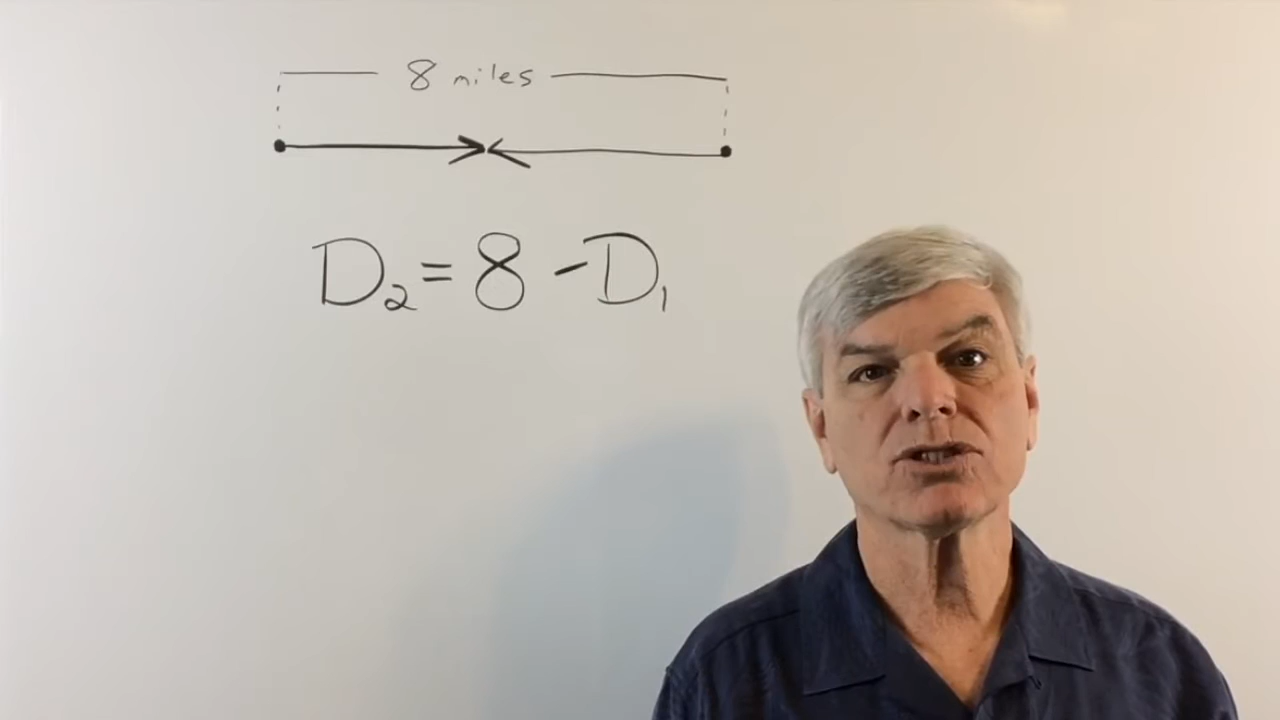 8 miles
D₂ = 8 - D₁